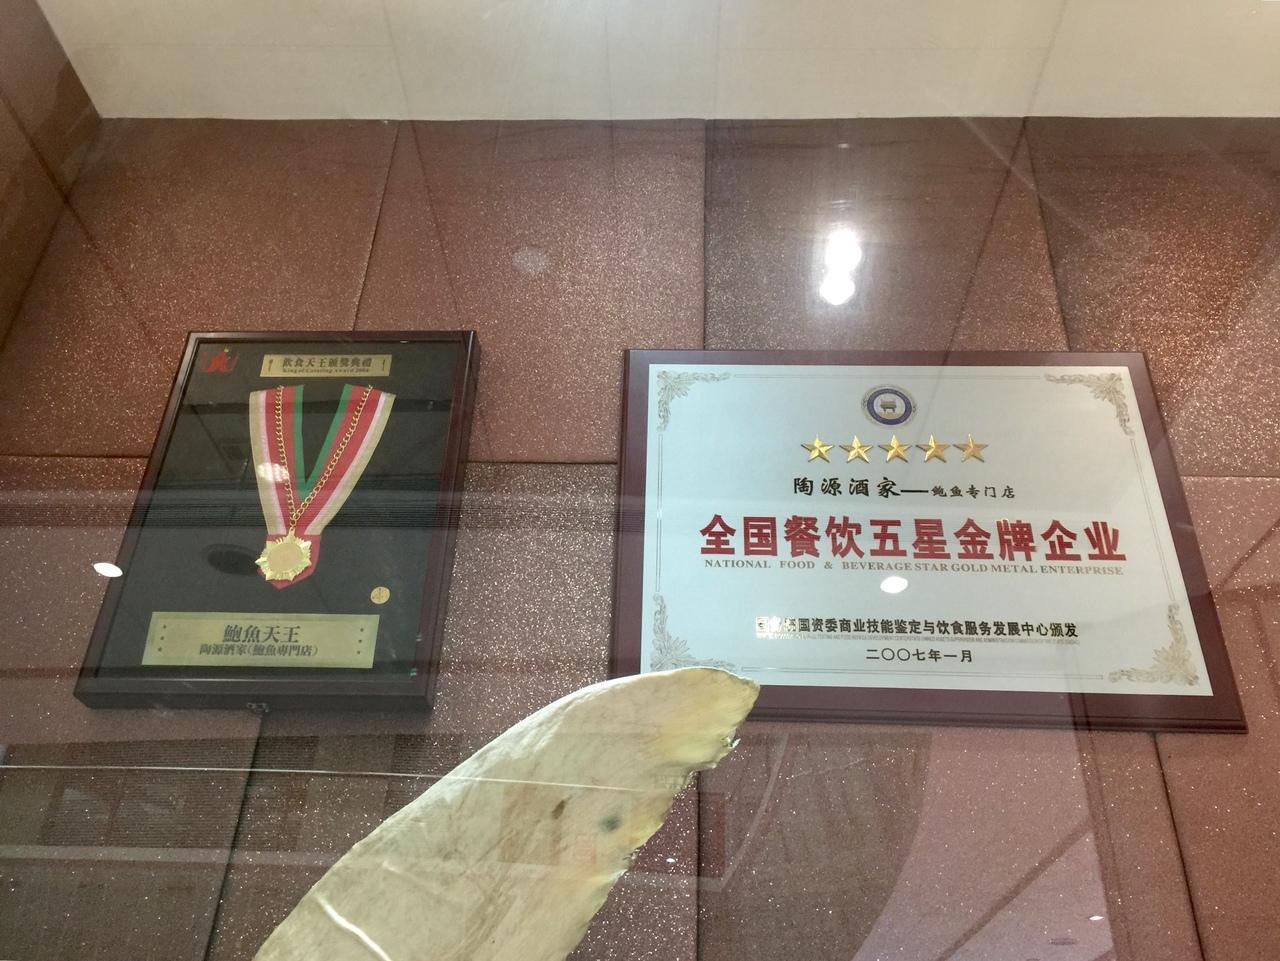 飲食天王頒獎典禮
King of Catering Award 2004
鮑魚天王
陶源酒家(鮑魚專門店)
陶源酒家—鲍鱼专门店
全国餐饮五星金牌企业
NATIONAL FOOD & BEVERAGE STAR GOLD METAL ENTERPRISE
国资委商业技能鉴定与饮食服务发展中心颁发
二〇〇七年一月